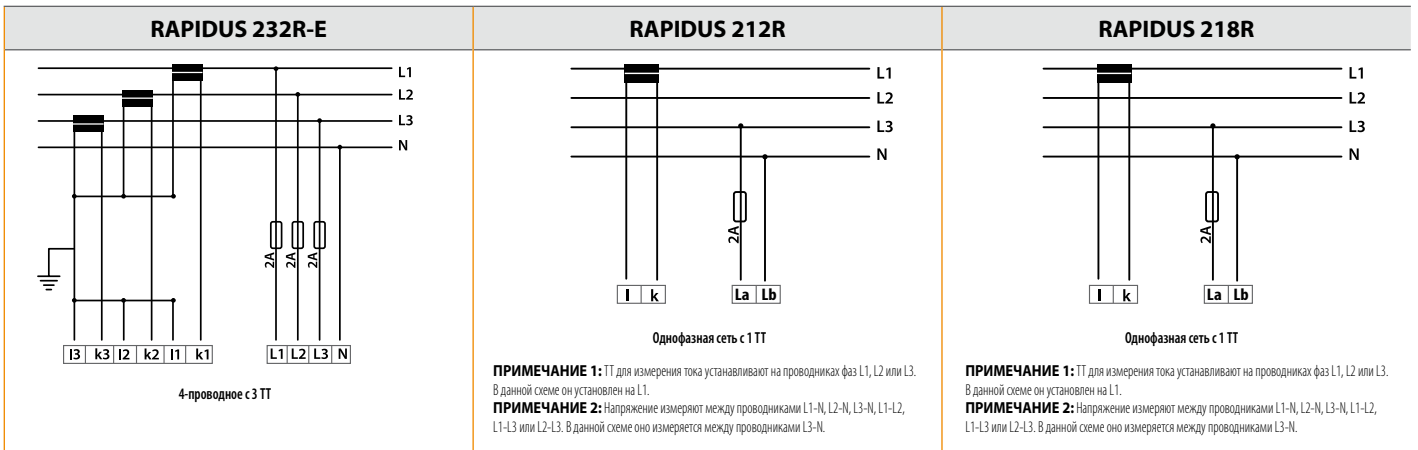 RAPIDUS 232R-E
L1
L2
L3
N
2A
2A
2A
l3 k3 l2 k2 l1 k1
L1 L2 L3 N
4-проводное с 3 ТТ
RAPIDUS 212R
L1
L2
L3
N
2A
l k
La Lb
Однофазная сеть с 1 ТТ
ПРИМЕЧАНИЕ 1: ТТ для измерения тока устанавливают на проводниках фаз L1, L2 или L3.
В данной схеме он установлен на L1.
ПРИМЕЧАНИЕ 2: Напряжение измеряют между проводниками L1-N, L2-N, L3-N, L1-L2,
L1-L3 или L2-L3. В данной схеме оно измеряется между проводниками L3-N.
RAPIDUS 218R
L1
L2
L3
N
2A
l k
La Lb
Однофазная сеть с 1 ТТ
ПРИМЕЧАНИЕ 1: ТТ для измерения тока устанавливают на проводниках фаз L1, L2 или L3.
В данной схеме он установлен на L1.
ПРИМЕЧАНИЕ 2: Напряжение измеряют между проводниками L1-N, L2-N, L3-N, L1-L2,
L1-L3 или L2-L3. В данной схеме оно измеряется между проводниками L3-N.